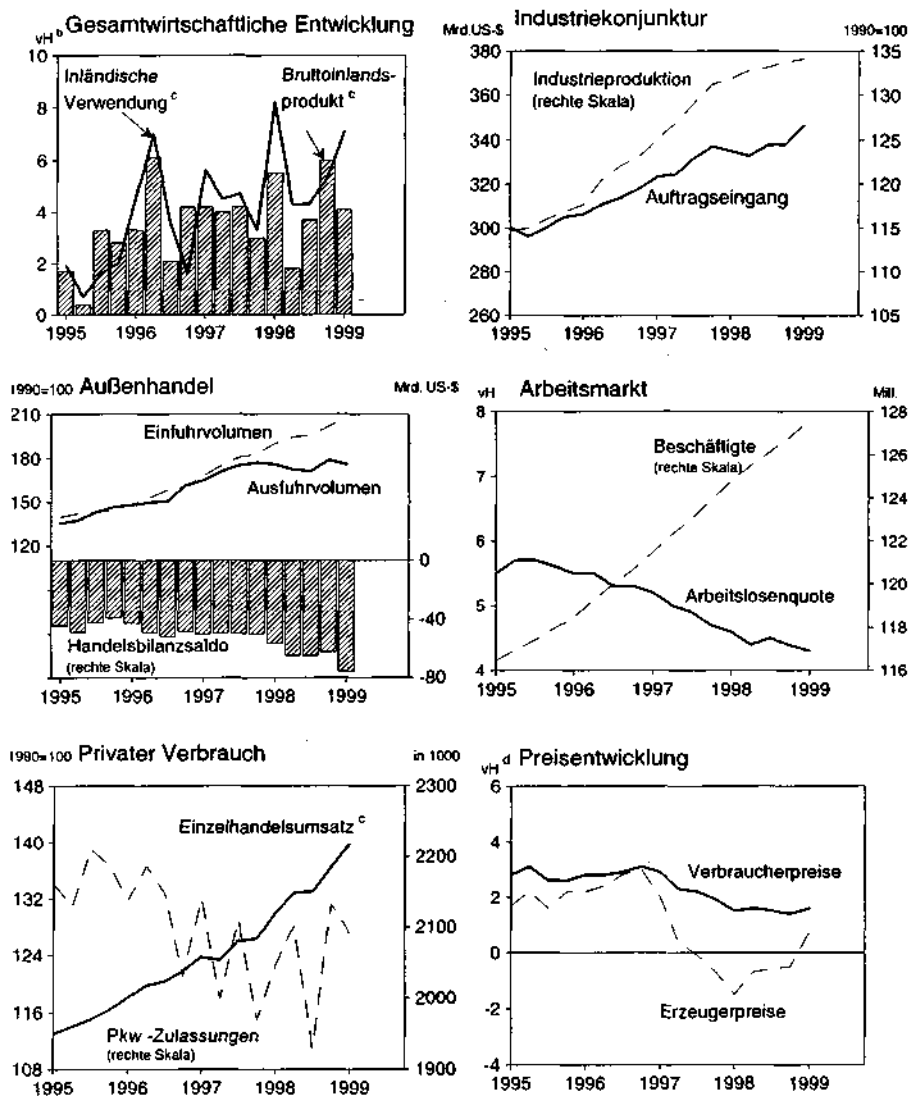 vH b Gesamtwirtschaftliche Entwicklung
10
8
6
4
2
0
Inländische
Verwendung c
Bruttoinlands-
produkt c
1995 1996 1997 1998 1999
Industriekonjunktur
Mrd.US-$ 1990=100
380 135
360 130
340 125
320 120
300 115
280 110
260 105
Industrieproduktion
(rechte Skala)
Auftragseingang
1995 1996 1997 1998 1999
1990=100 Außenhandel Mrd. US-$
210
180
150
120
0
-40
-80
Einfuhrvolumen
Ausfuhrvolumen
Handelsbilanzsaldo
(rechte Skala)
1995 1996 1997 1998 1999
vH Arbeitsmarkt Mill.
8 128
7 126
124
6 122
5 120
118
4 116
Beschäftigte
(rechte Skala)
Arbeitslosenquote
1995 1996 1997 1998 1999
1990=100 Privater Verbrauch in 1000
148 2300
140 2200
132
124 2100
116 2000
108 1900
Einzelhandelsumsatz c
Pkw -Zulassungen
(rechte Skala)
1995 1996 1997 1998 1999
vH d Preisentwicklung
6
4
2
0
-2
-4
Verbraucherpreise
Erzeugerpreise
1995 1996 1997 1998 1999